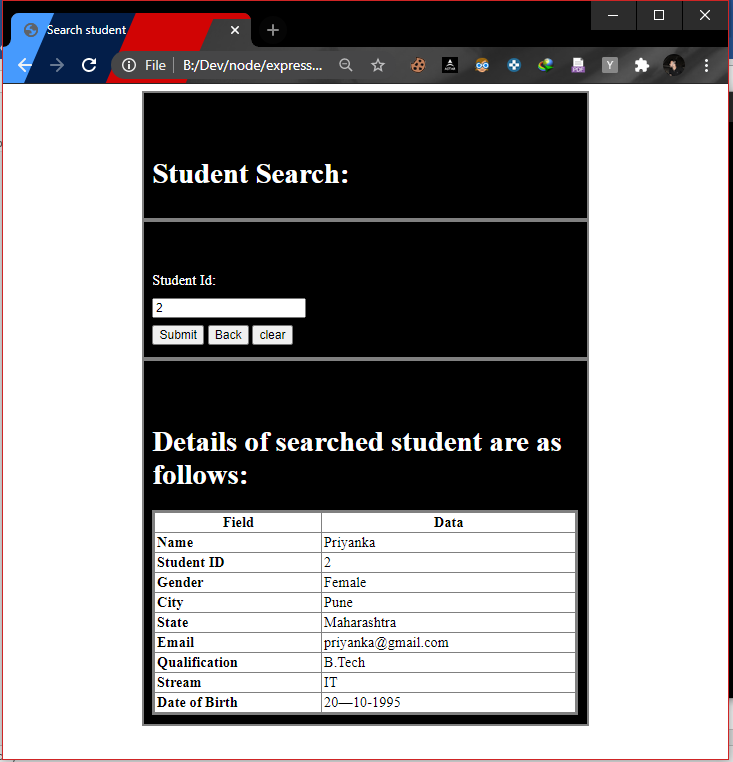 Search student
File
B:/Dev/node/express...
Y
Student Search:
Student Id:
2
Submit Back clear
Details of searched student are as
follows:
Field Data
Name Priyanka
Student ID 2
Gender Female
City Pune
State Maharashtra
Email priyanka@gmail.com
Qualification B.Tech
Stream IT
Date of Birth 20—10-1995